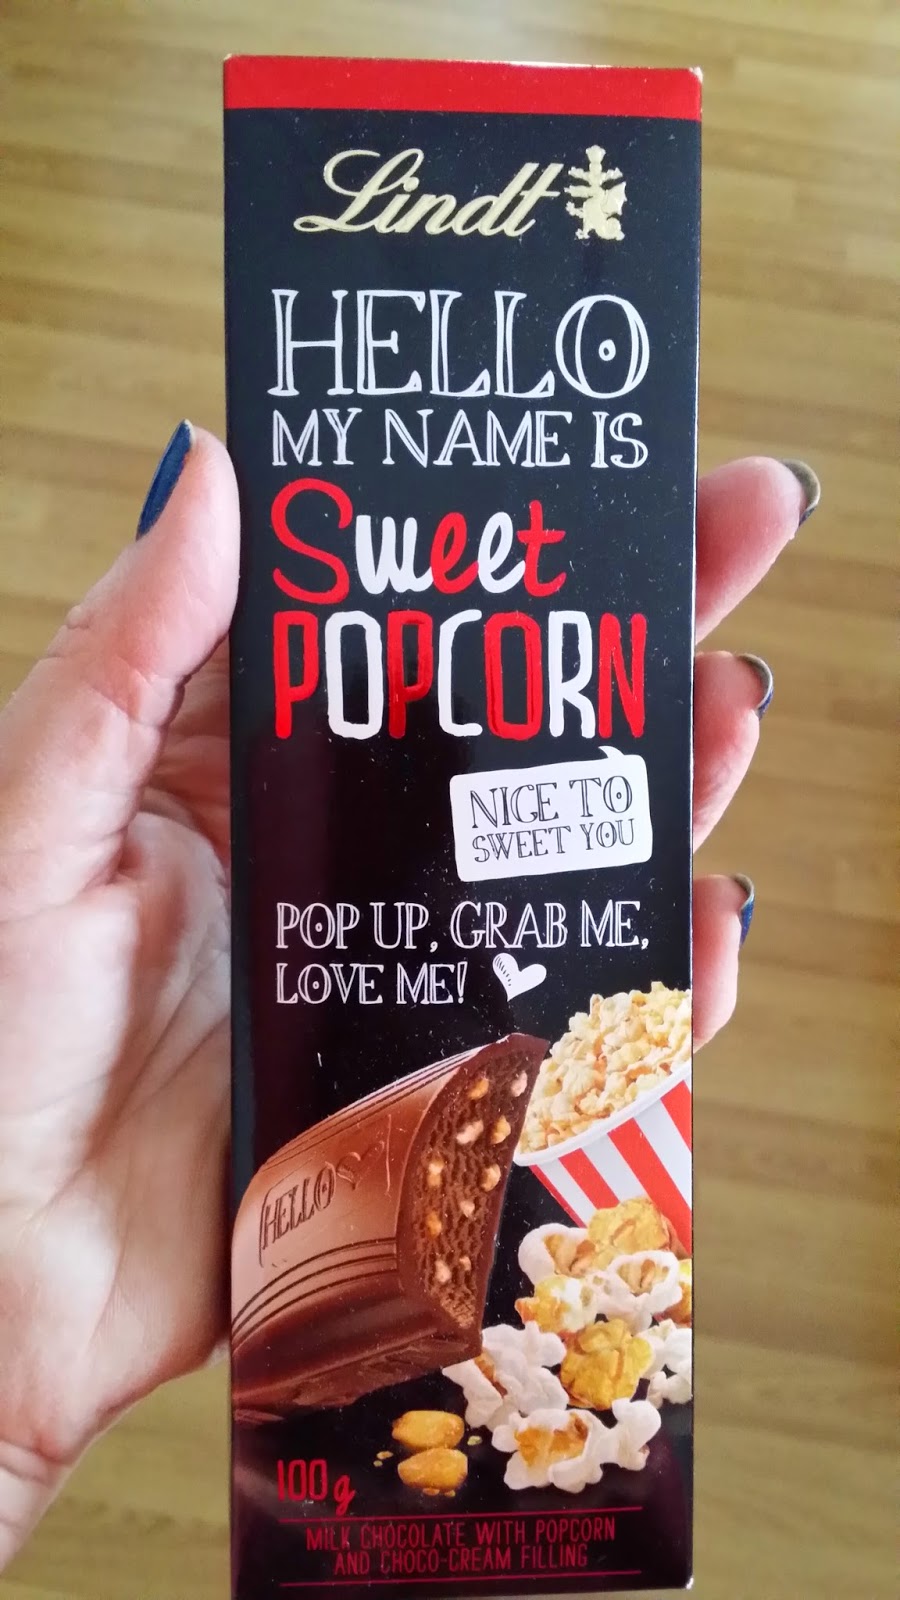 Lindt
HELLO
MY NAME IS
Sweet
POPCORN
NICE TO
SWEET YOU
POP UP, GRAB ME,
LOVE ME!
HELLO
100 g
MILK CHOCOLATE WITH POPCORN
AND CHOCO-CREAM FILLING